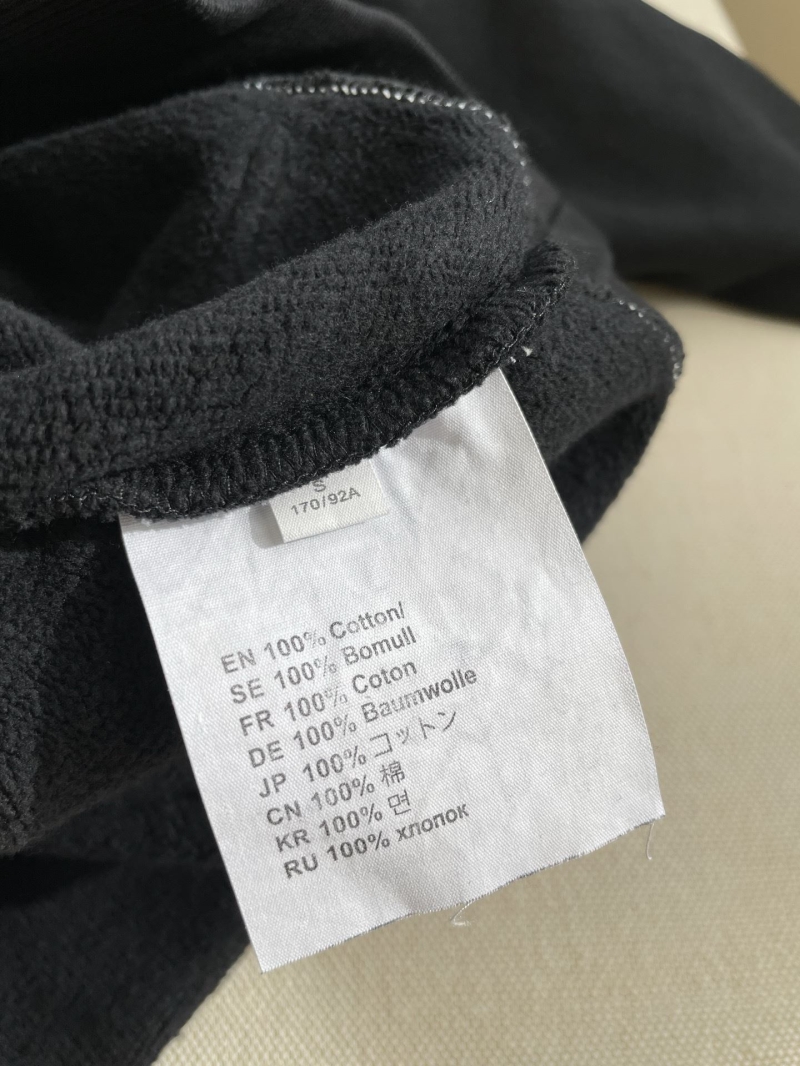 S
170/92A
EN 100% Cotton/
SE 100% Bomull
FR 100% Coton
DE 100% Baumwolle
JP 100% コットン
CN 100% 棉
KR 100% 면
RU 100% хлопок